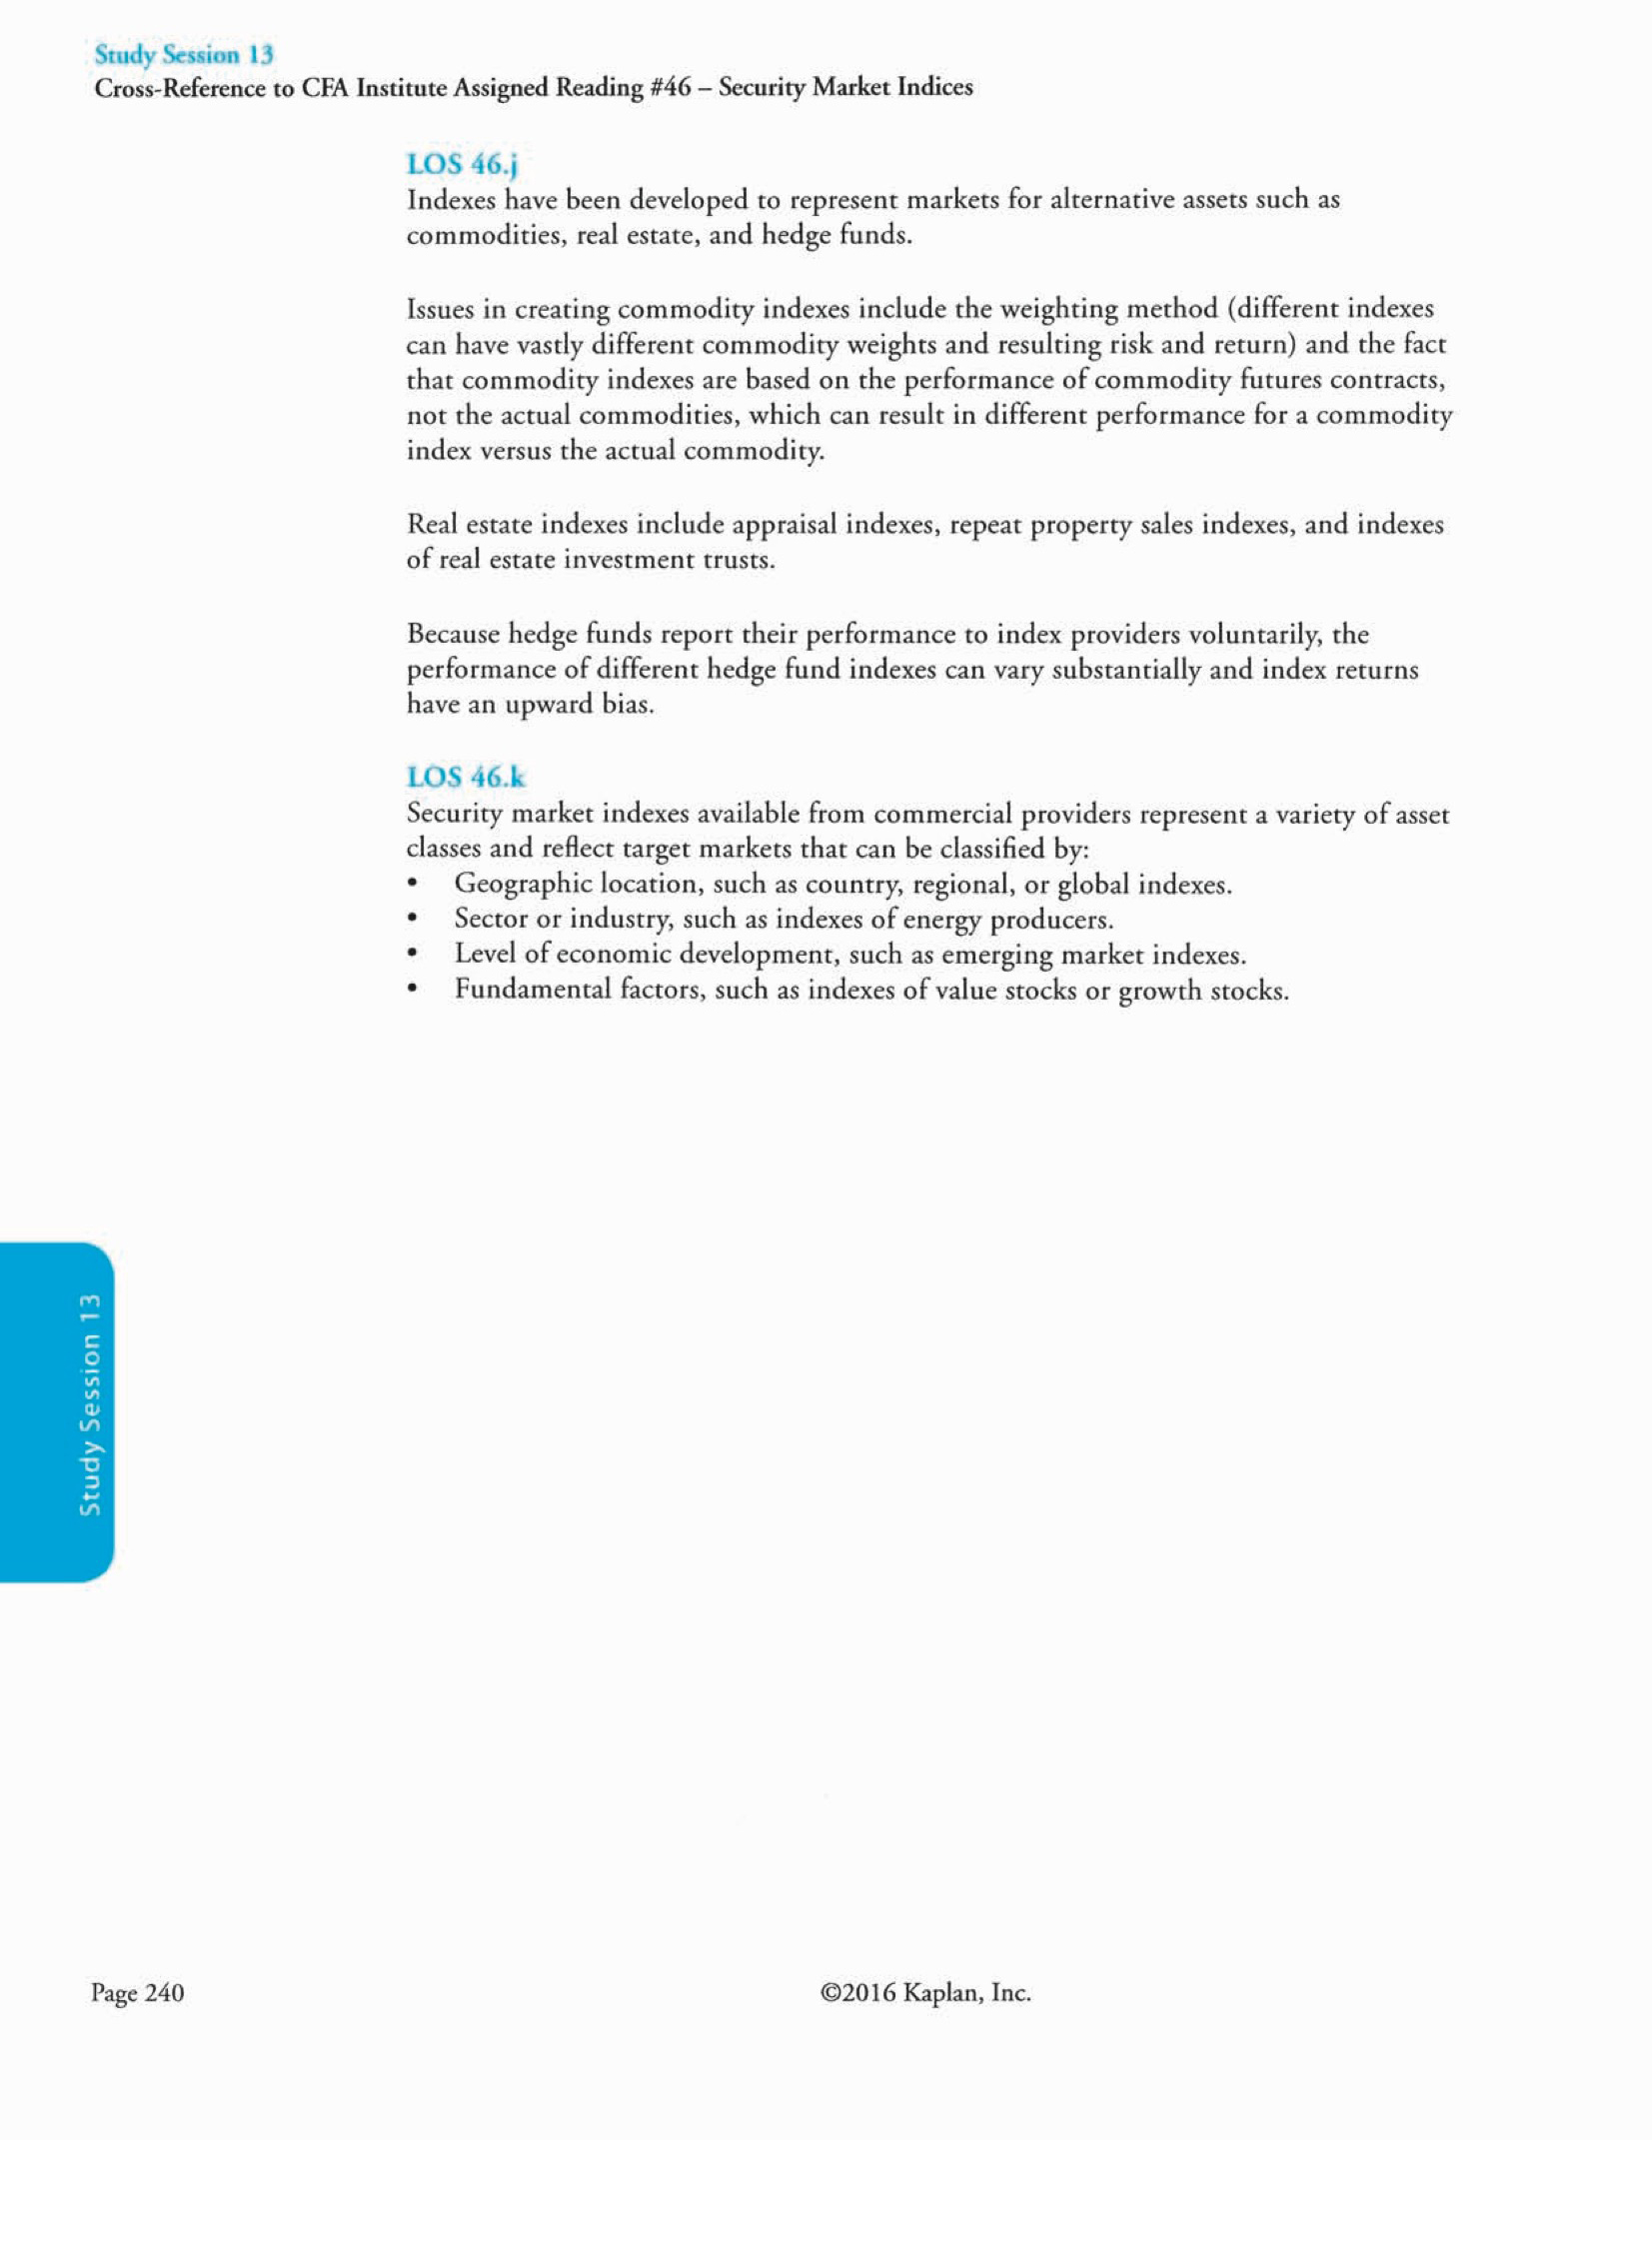 Study Session 13
Cross-Reference to CFA Institute Assigned Reading #46 – Security Market Indices
LOS 46.j
Indexes have been developed to represent markets for alternative assets such as
commodities, real estate, and hedge funds.
Issues in creating commodity indexes include the weighting method (different indexes
can have vastly different commodity weights and resulting risk and return) and the fact
that commodity indexes are based on the performance of commodity futures contracts,
not the actual commodities, which can result in different performance for a commodity
index versus the actual commodity.
Real estate indexes include appraisal indexes, repeat property sales indexes, and indexes
of real estate investment trusts.
Because hedge funds report their performance to index providers voluntarily, the
performance of different hedge fund indexes can vary substantially and index returns
have an upward bias.
LOS 46.k
Security market indexes available from commercial providers represent a variety of asset
classes and reflect target markets that can be classified by:
• Geographic location, such as country, regional, or global indexes.
• Sector or industry, such as indexes of energy producers.
• Level of economic development, such as emerging market indexes.
• Fundamental factors, such as indexes of value stocks or growth stocks.
Study Session 13
Page 240
©2016 Kaplan, Inc.